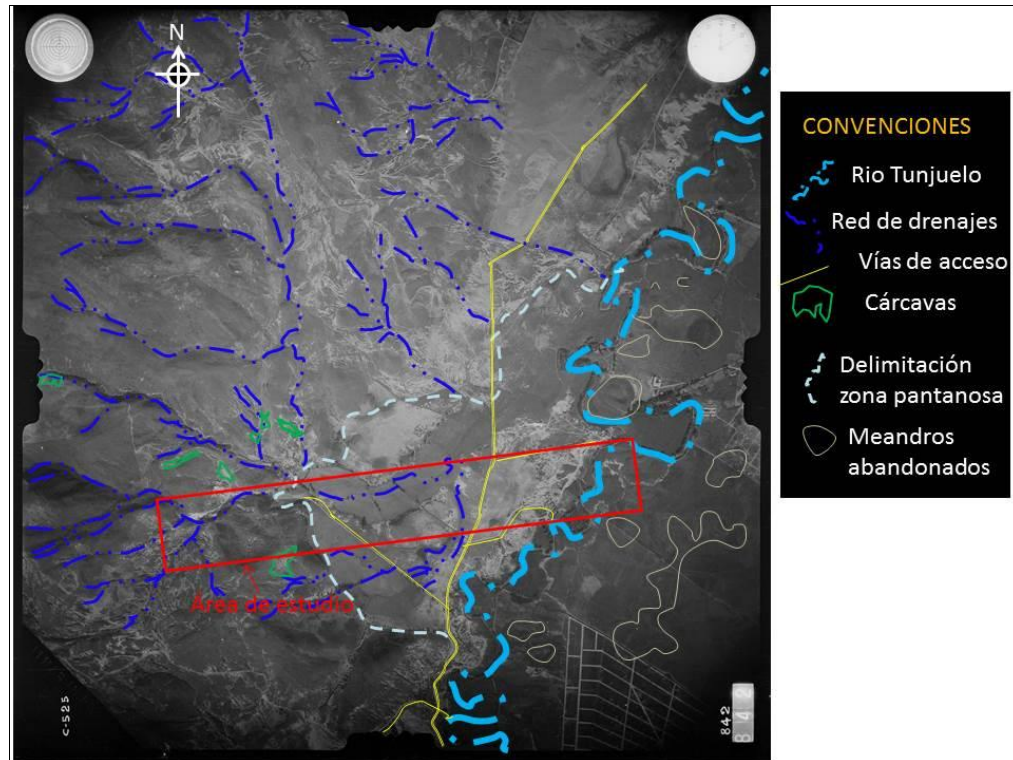 N
Área de estudio
C-525
842
842
CONVENCIONES
Rio Tunjuelo
Red de drenajes
Vías de acceso
Cárcavas
Delimitación
zona pantanosa
Meandros
abandonados